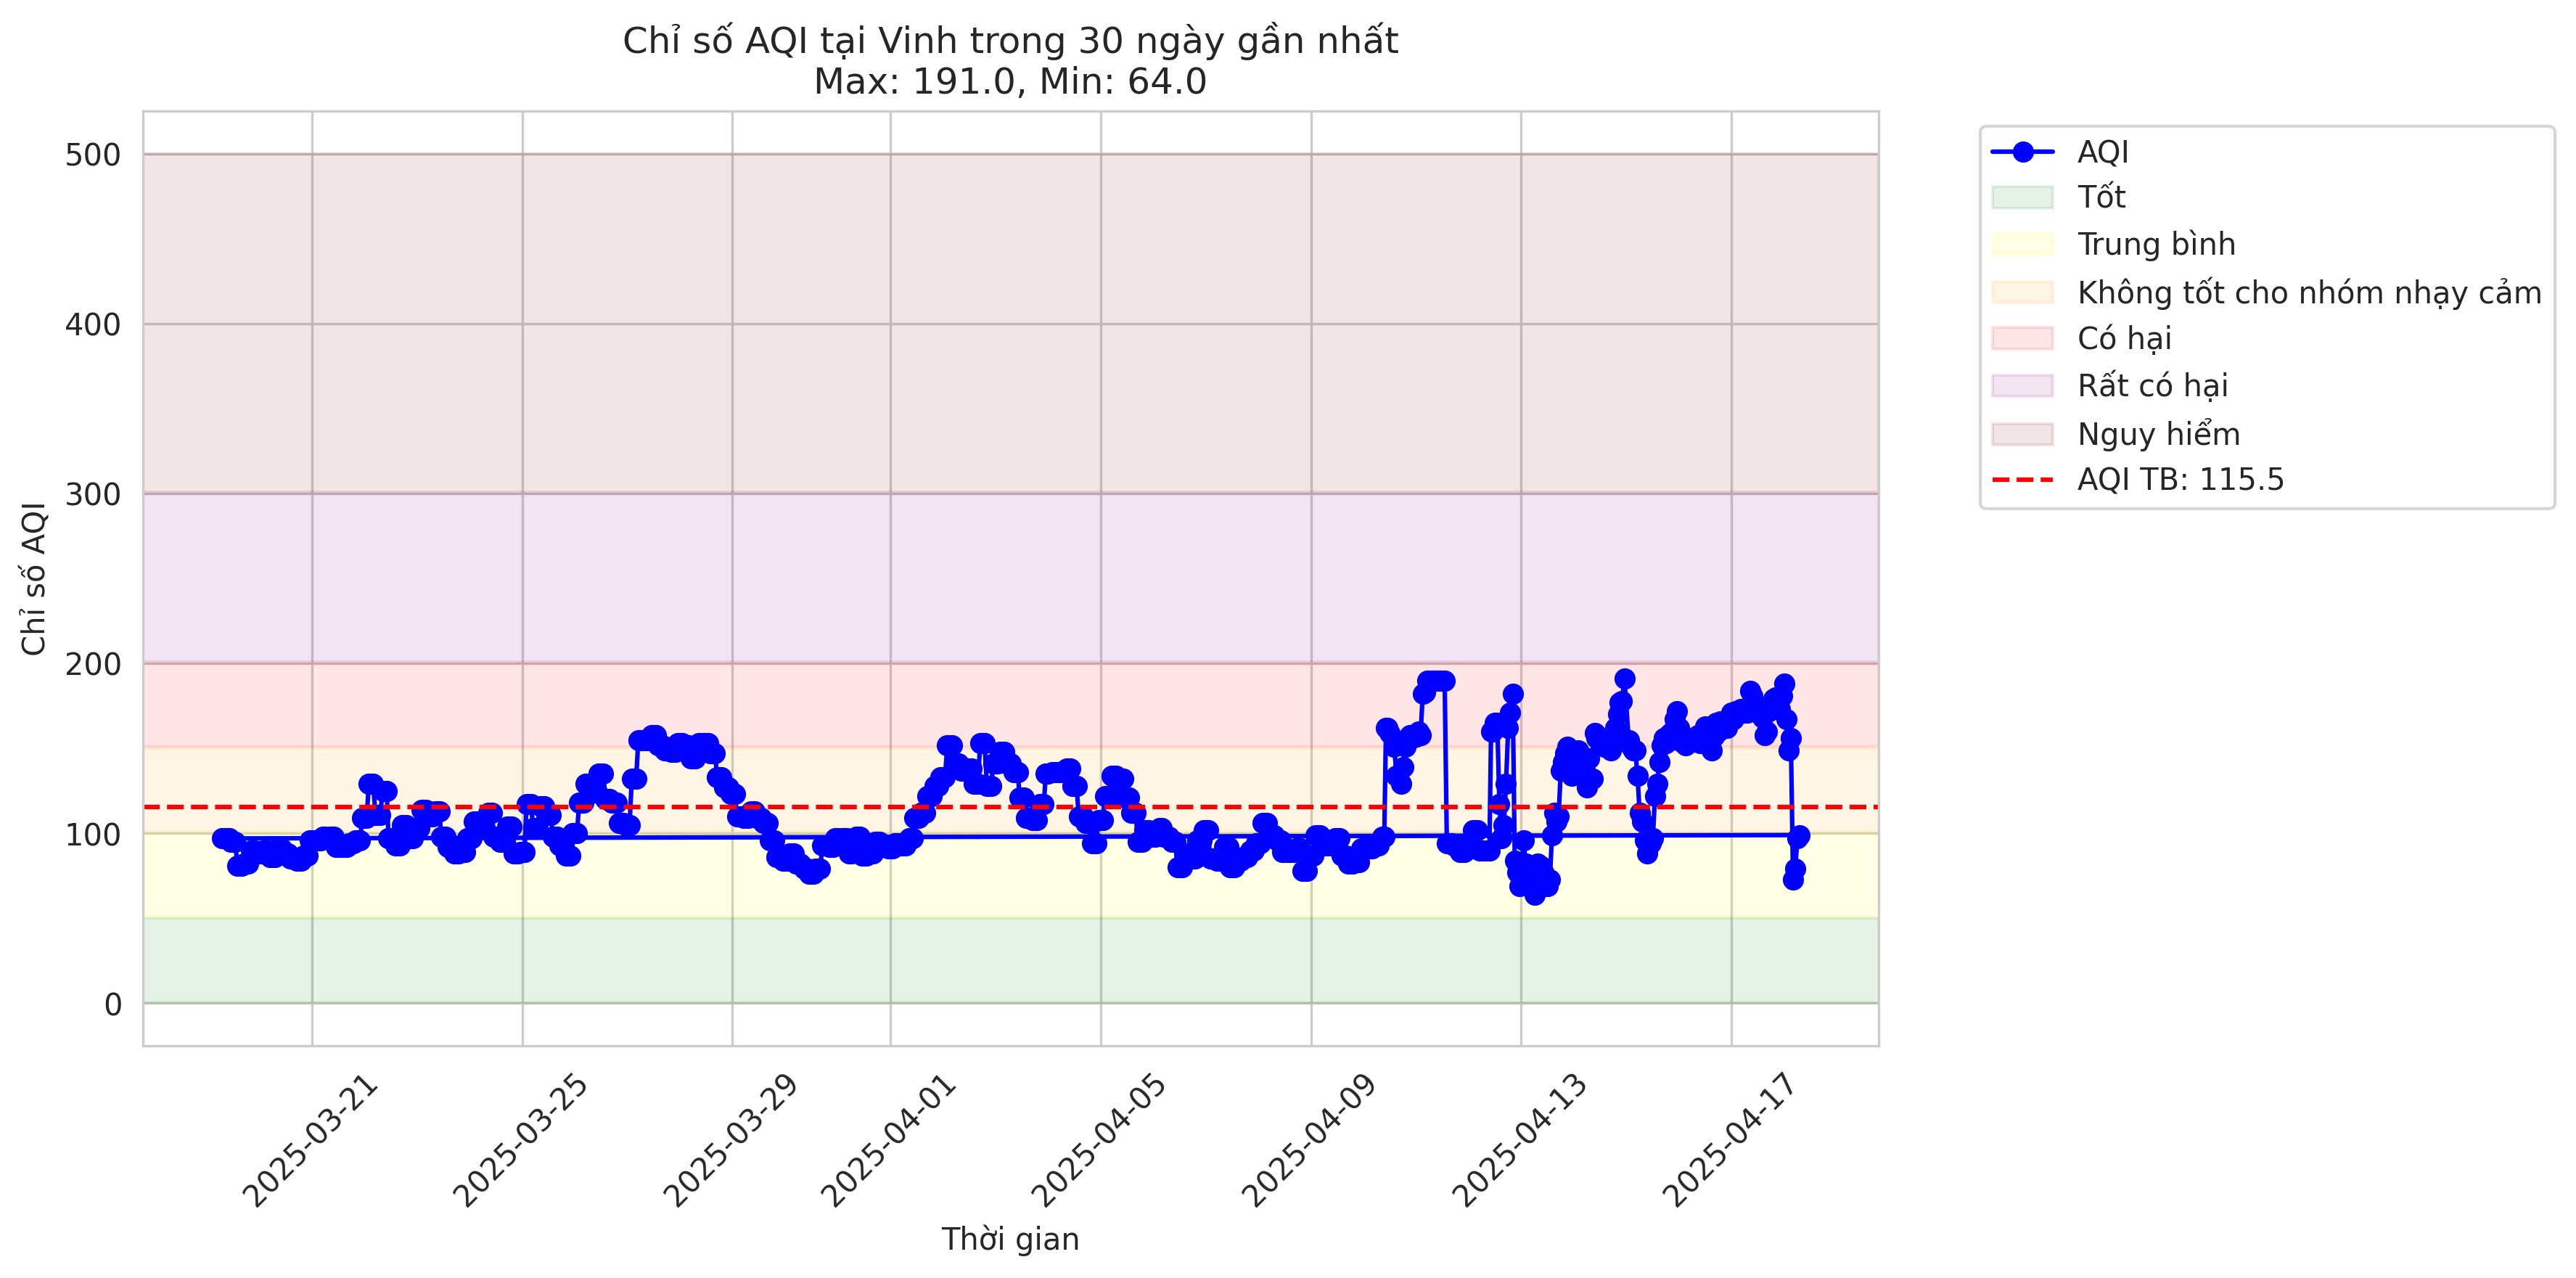 Chỉ số AQI tại Vinh trong 30 ngày gần nhất
Max: 191.0, Min: 64.0
Chỉ số AQI
500
400
300
200
100
0
2025-03-21
2025-03-25
2025-03-29
2025-04-01
2025-04-05
2025-04-09
2025-04-13
2025-04-17
Thời gian
AQI
Tốt
Trung bình
Không tốt cho nhóm nhạy cảm
Có hại
Rất có hại
Nguy hiểm
AQI TB: 115.5